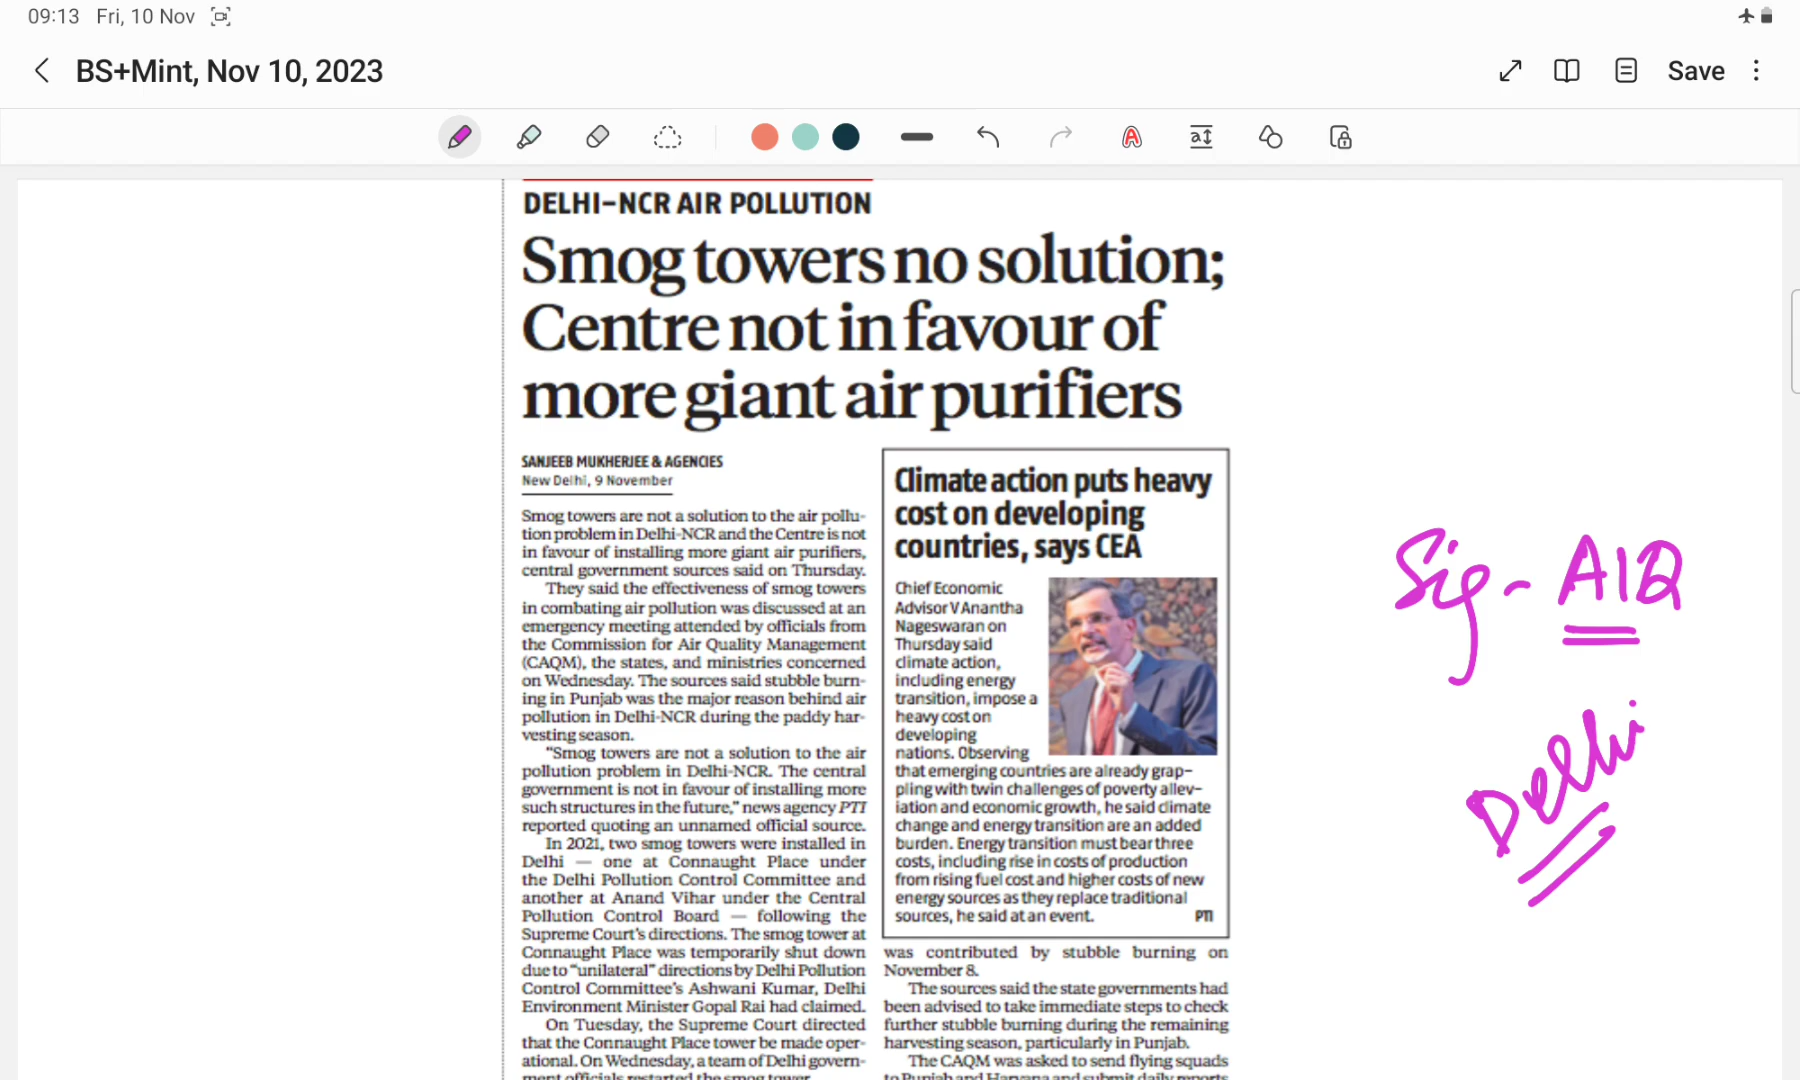 09:13 Fri, 10 Nov
BS+Mint, Nov 10, 2023
Save
A
a
DELHI-NCR AIR POLLUTION
Smog towers no solution;
Centre not in favour of
more giant air purifiers
SANJEEB MUKHERJEE & AGENCIES
New Delhi, 9 November
Smog towers are not a solution to the air pollu-
tion problem in Delhi-NCR and the Centre is not
in favour of installing more giant air purifiers,
central government sources said on Thursday.
They said the effectiveness of smog towers
in combating air pollution was discussed at an
emergency meeting attended by officials from
the Commission for Air Quality Management
(CAQM), the states, and ministries concerned
on Wednesday. The sources said stubble burn-
ing in Punjab was the major reason behind air
pollution in Delhi-NCR during the paddy har-
vesting season.
“Smog towers are not a solution to the air
pollution problem in Delhi-NCR. The central
government is not in favour of installing more
such structures in the future,” news agency PTI
reported quoting an unnamed official source.
In 2021, two smog towers were installed in
Delhi — one at Connaught Place under
the Delhi Pollution Control Committee and
another at Anand Vihar under the Central
Pollution Control Board — following the
Supreme Court’s directions. The smog tower at
Connaught Place was temporarily shut down
due to “unilateral” directions by Delhi Pollution
Control Committee’s Ashwani Kumar, Delhi
Environment Minister Gopal Rai had claimed.
On Tuesday, the Supreme Court directed
that the Connaught Place tower be made oper-
ational. On Wednesday, a team of Delhi govern-
ment officials restarted the smog tower.
Climate action puts heavy
cost on developing
countries, says CEA
Chief Economic
Advisor V Anantha
Nageswaran on
Thursday said
climate action,
including energy
transition, impose a
heavy cost on
developing
nations. Observing
that emerging countries are already grap-
pling with twin challenges of poverty allev-
iation and economic growth, he said climate
change and energy transition are an added
burden. Energy transition must bear three
costs, including rise in costs of production
from rising fuel cost and higher costs of new
energy sources as they replace traditional
sources, he said at an event. PTI
was contributed by stubble burning on
November 8.
The sources said the state governments had
been advised to take immediate steps to check
further stubble burning during the remaining
harvesting season, particularly in Punjab.
The CAQM was asked to send flying squads
to Punjab and Haryana and submit daily reports
Sig - AIQ
Delhi